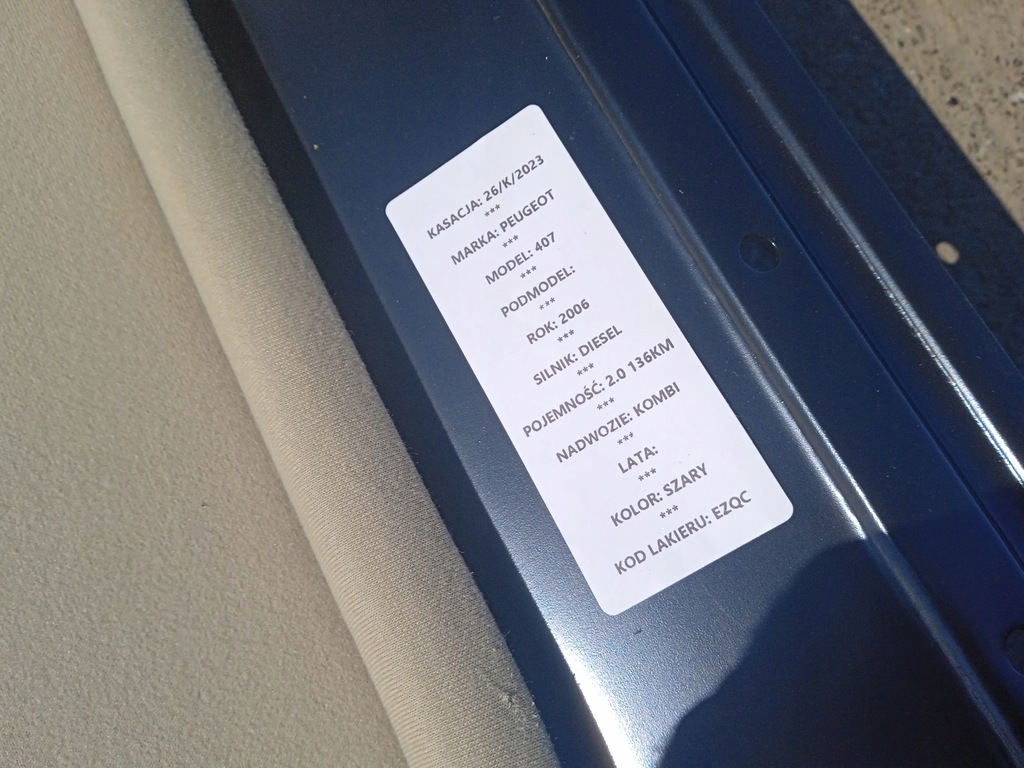 KASACJA: 26/K/2023
***
MARKA: PEUGEOT
***
MODEL: 407
***
PODMODEL:
***
ROK: 2006
***
SILNIK: DIESEL
***
POJEMNOŚĆ: 2.0 136KM
***
NADWOZIE: KOMBI
***
LATA:
***
KOLOR: SZARY
***
KOD LAKIERU: EZQC